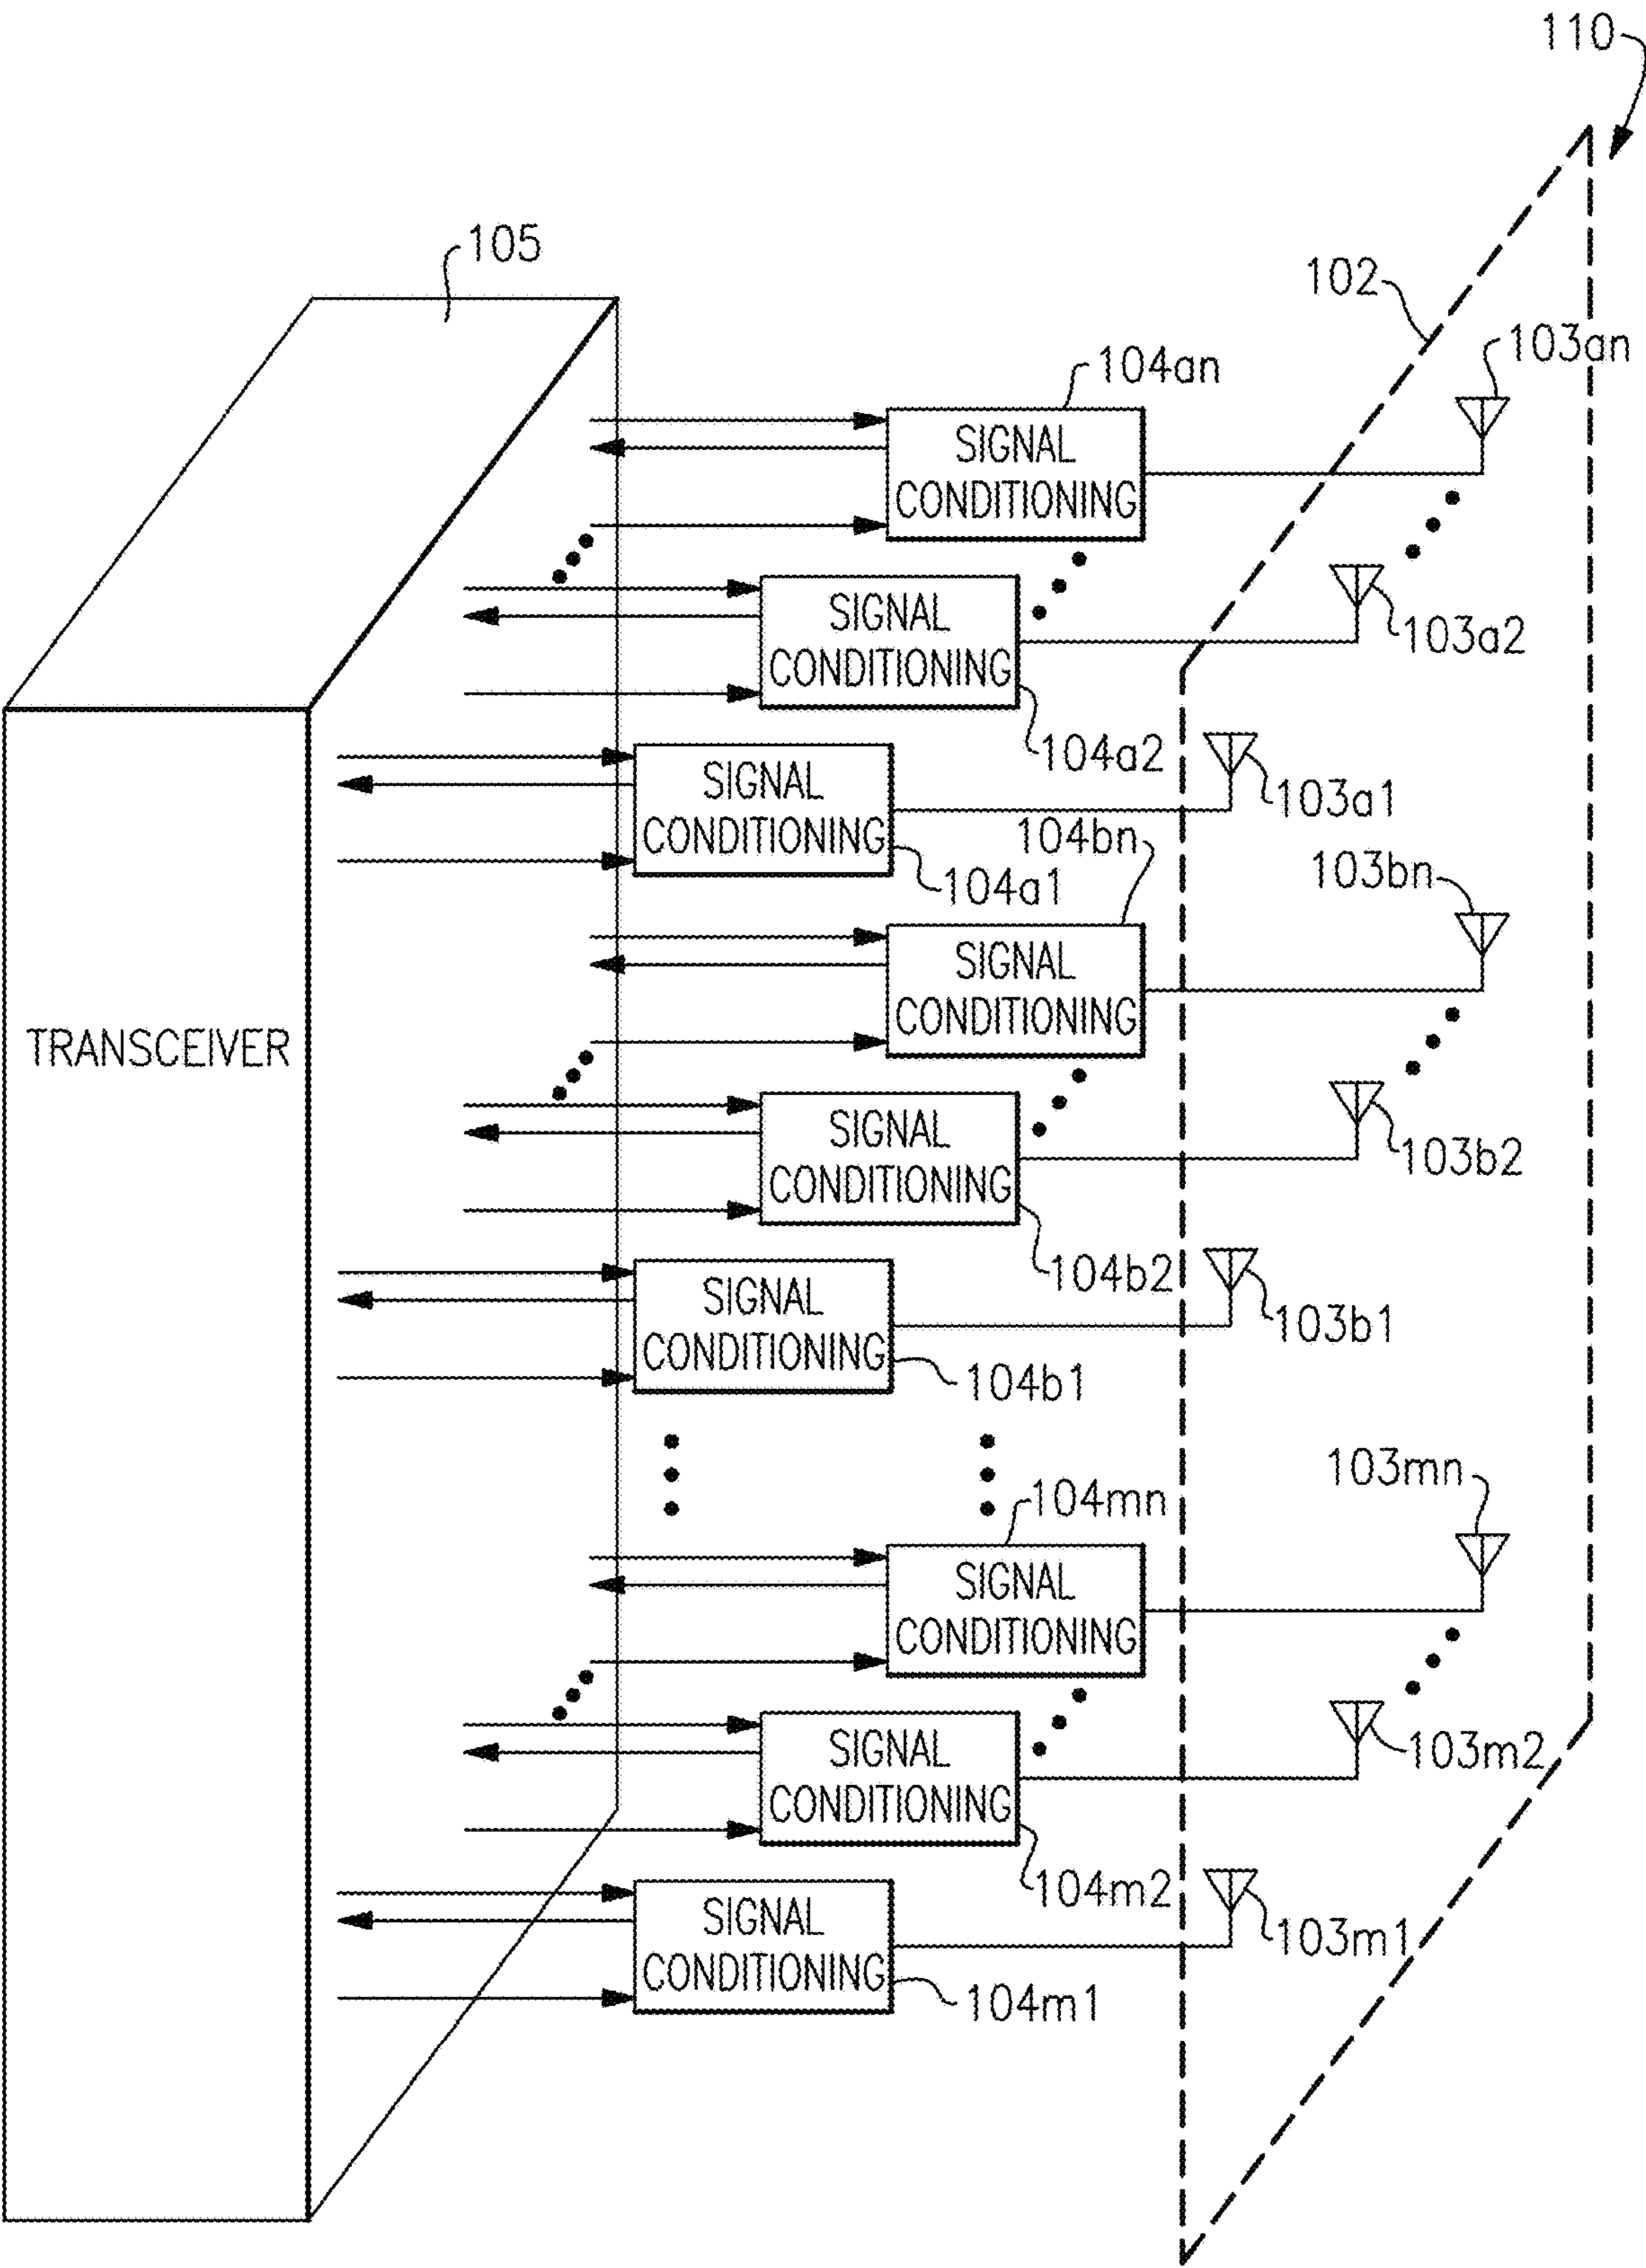 110
105
102
103an
104an
SIGNAL
CONDITIONING
SIGNAL
CONDITIONING
103a2
104a2
SIGNAL
CONDITIONING
103a1
104bn
104a1
103bn
SIGNAL
CONDITIONING
TRANSCEIVER
SIGNAL
CONDITIONING
103b2
104b2
SIGNAL
CONDITIONING
103b1
104b1
103mn
104mn
SIGNAL
CONDITIONING
SIGNAL
CONDITIONING
103m2
104m2
SIGNAL
CONDITIONING
103m1
104m1